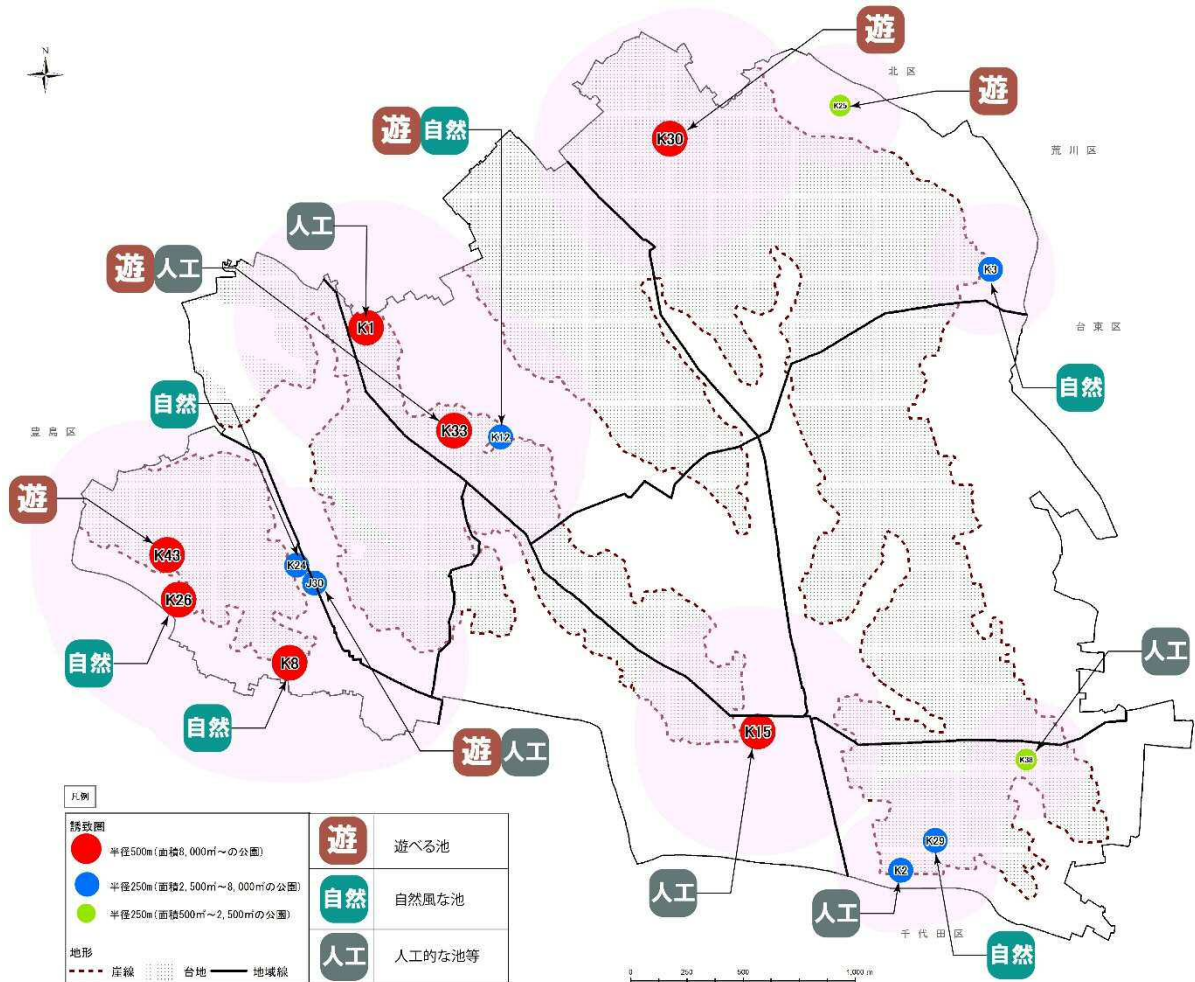 N
遊
北区
K25
遊
遊 自然
K30
荒川区
人工
遊 人工
K3
K1
台東区
自然
自然
豊島区
K33
K12
遊
K43
K24
J30
K26
人工
自然
K8
自然
K15
遊 人工
K38
凡例
誘致圏
半径500m(面積8,000㎡~の公園)
半径250m(面積2,500㎡~8,000㎡の公園)
半径250m(面積500㎡~2,500㎡の公園)
地形
崖線 台地 地域線
遊 遊べる池
自然 自然風な池
人工 人工的な池等
K29
K2
人工
人工
千代田区
自然
0 250 500 1,000 m